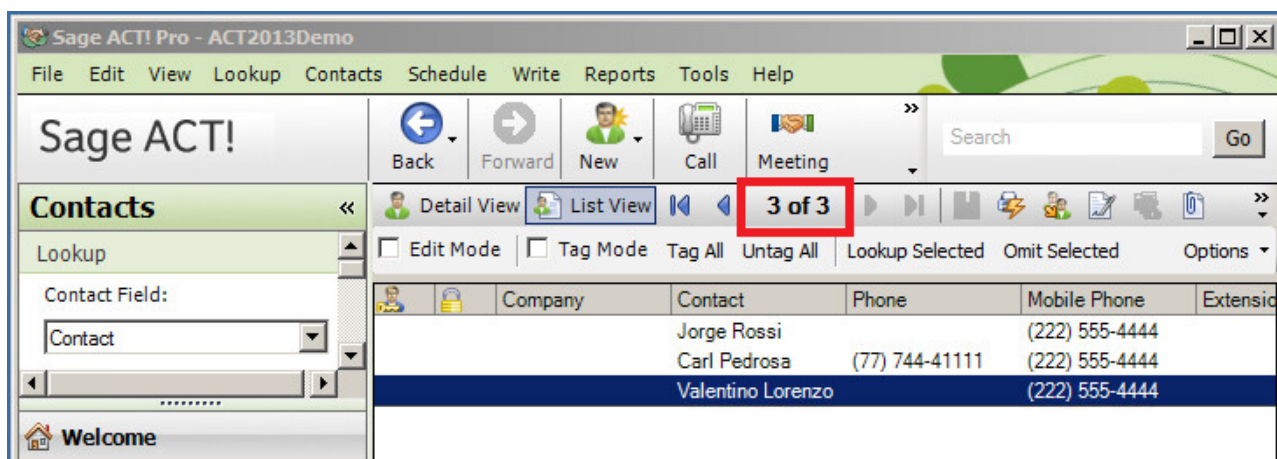 Sage ACT! Pro - ACT2013Demo
File Edit View Lookup Contacts Schedule Write Reports Tools Help
Sage ACT!
Back Forward New Call Meeting
Search Go
Contacts
Detail View List View 3 of 3
Lookup
Edit Mode Tag Mode Tag All Untag All Lookup Selected Omit Selected Options
Contact Field:
Contact
Company Contact Phone Mobile Phone Extensio
Jorge Rossi (222) 555-4444
Carl Pedrosa (77) 744-41111 (222) 555-4444
Valentino Lorenzo (222) 555-4444
Welcome